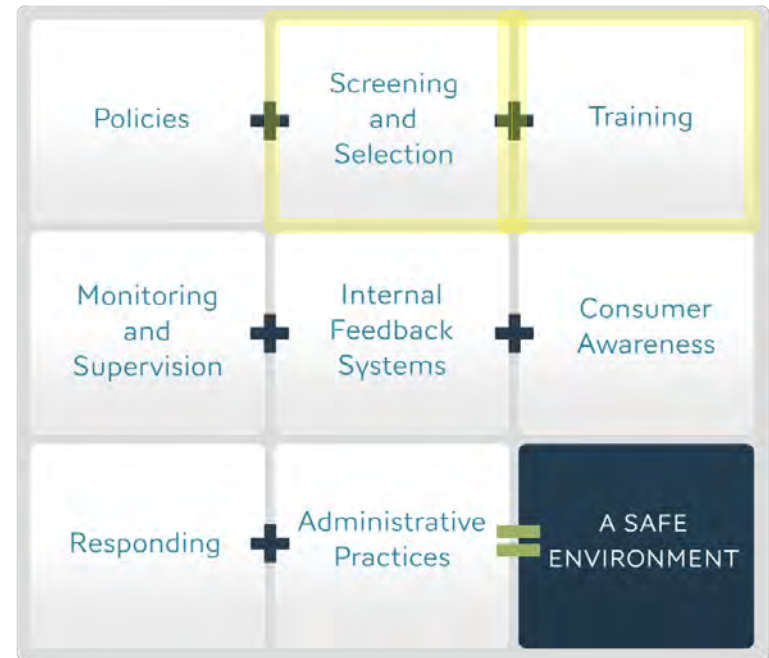 Policies
+
Screening
and
Selection
+
Training
Monitoring
and
Supervision
+
Internal
Feedback
Systems
+
Consumer
Awareness
Responding
+
Administrative
Practices
=
A SAFE
ENVIRONMENT